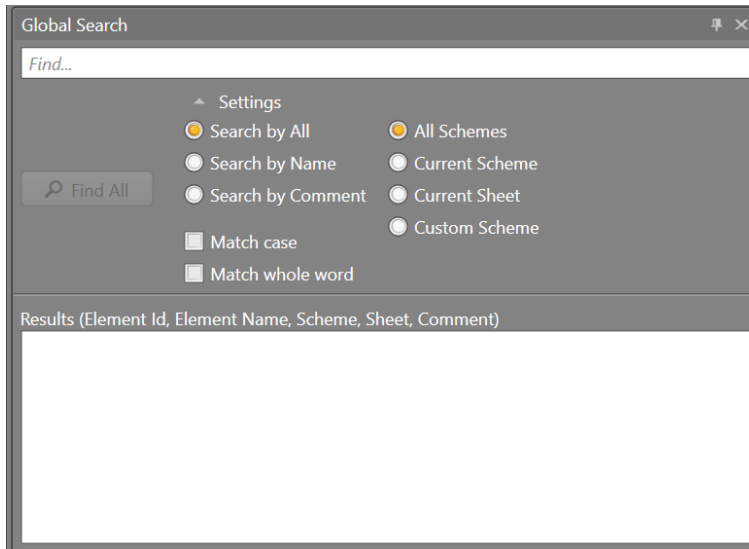 Global Search
Find...
Settings
Search by All
All Schemes
Search by Name
Current Scheme
Find All
Search by Comment
Current Sheet
Custom Scheme
Match case
Match whole word
Results (Element Id, Element Name, Scheme, Sheet, Comment)